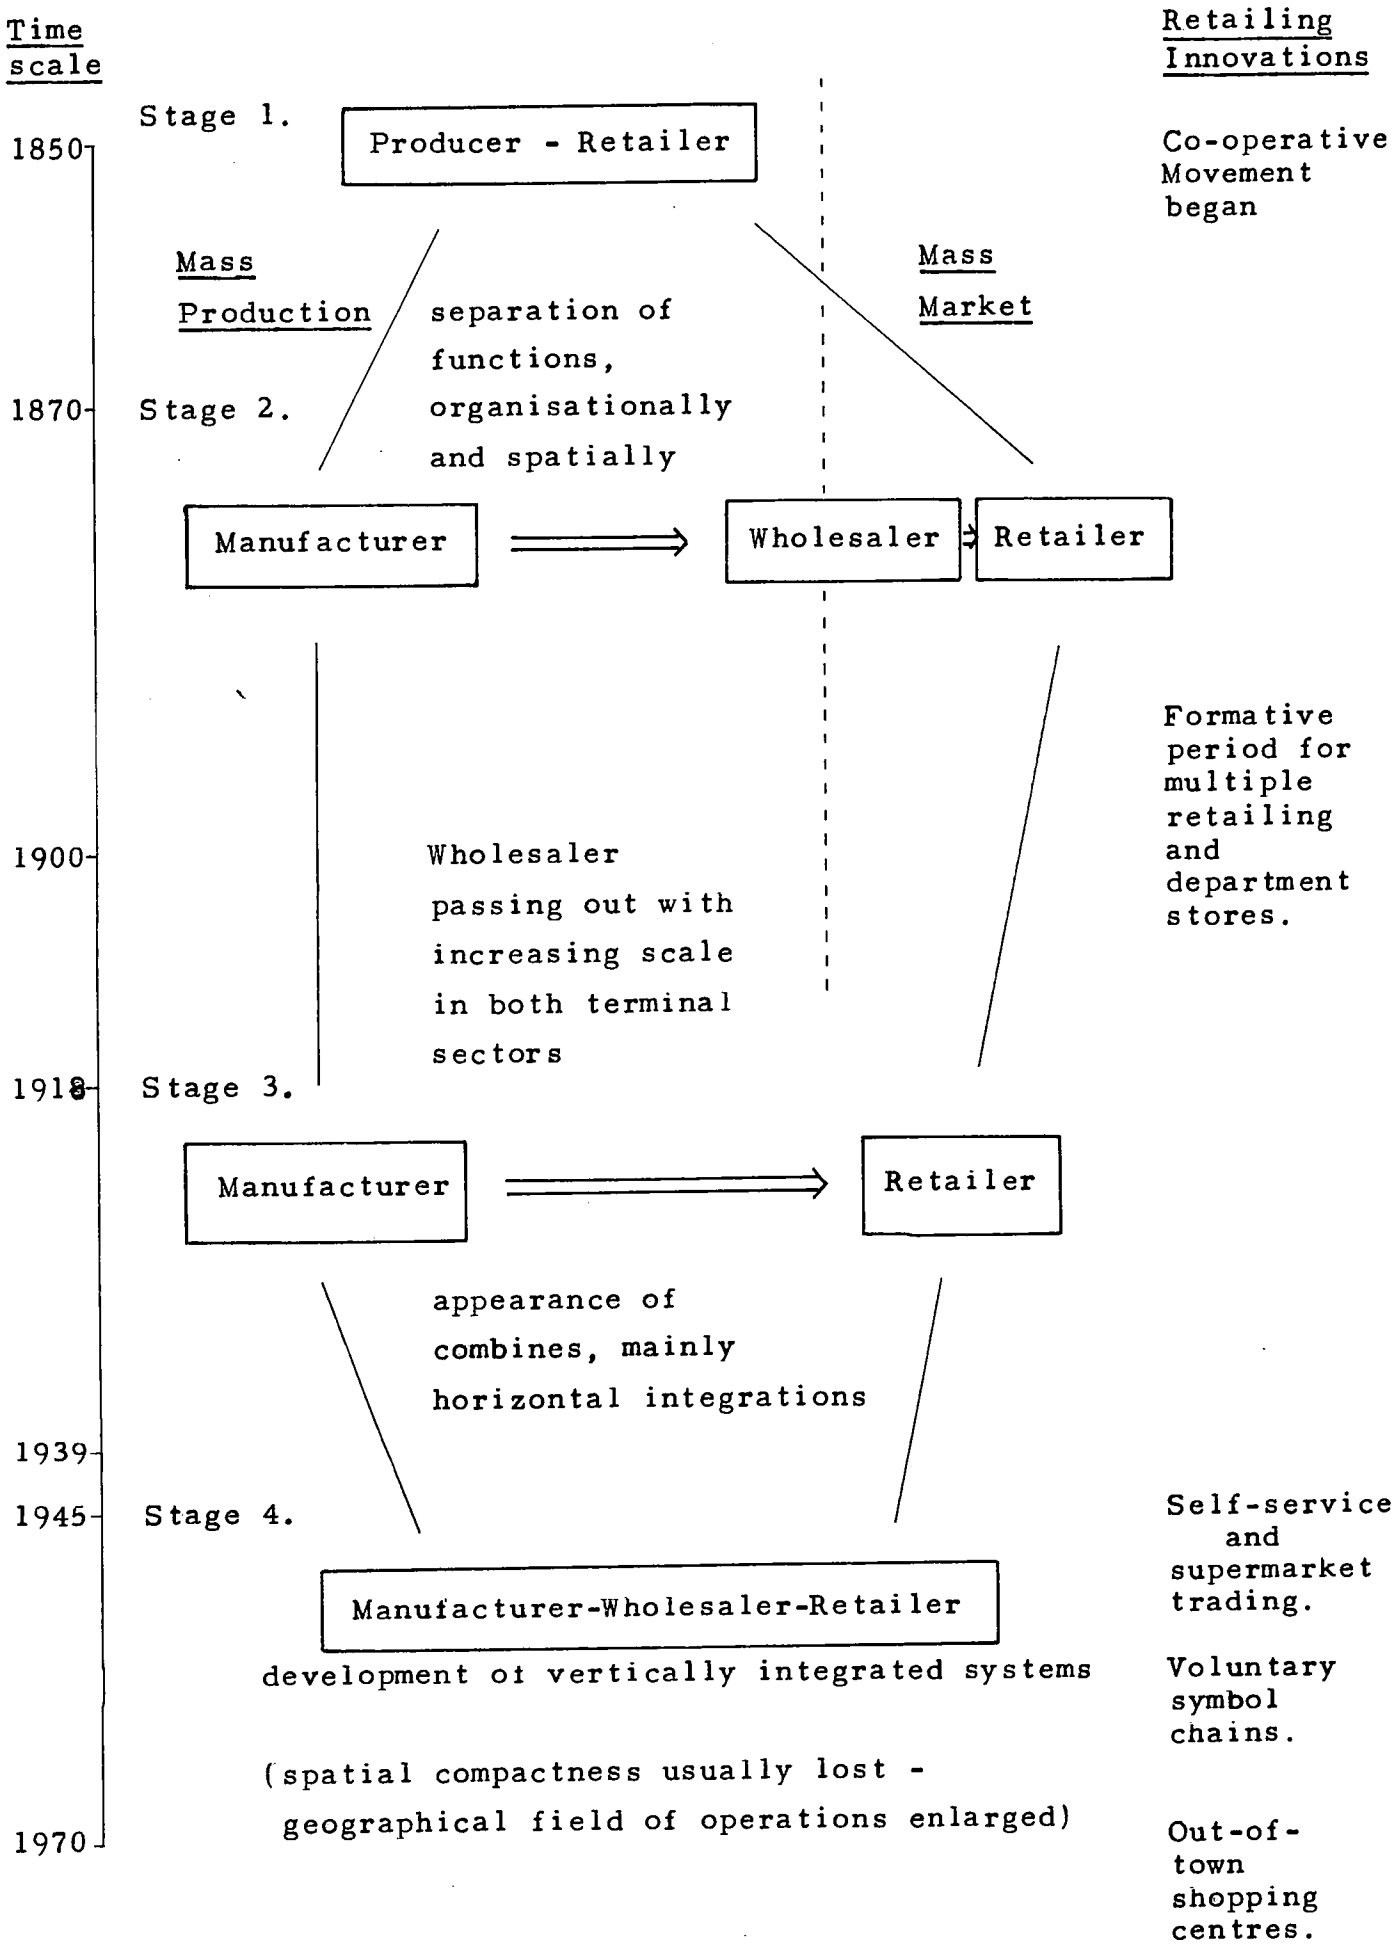 Time
scale
Retailing
Innovations
Stage 1.
1850
Producer - Retailer
Co-operative
Movement
began
Mass
Production
Mass
Market
separation of
functions,
organisationally
and spatially
1870
Stage 2.
Manufacturer
Wholesaler
Retailer
Formative
period for
multiple
retailing
and
department
stores.
1900
Wholesaler
passing out with
increasing scale
in both terminal
sectors
1918
Stage 3.
Manufacturer
Retailer
appearance of
combines, mainly
horizontal integrations
1939
1945
Stage 4.
Self-service
and
supermarket
trading.
Manufacturer-Wholesaler-Retailer
development of vertically integrated systems
Voluntary
symbol
chains.
(spatial compactness usually lost -
geographical field of operations enlarged)
1970
Out-of-
town
shopping
centres.